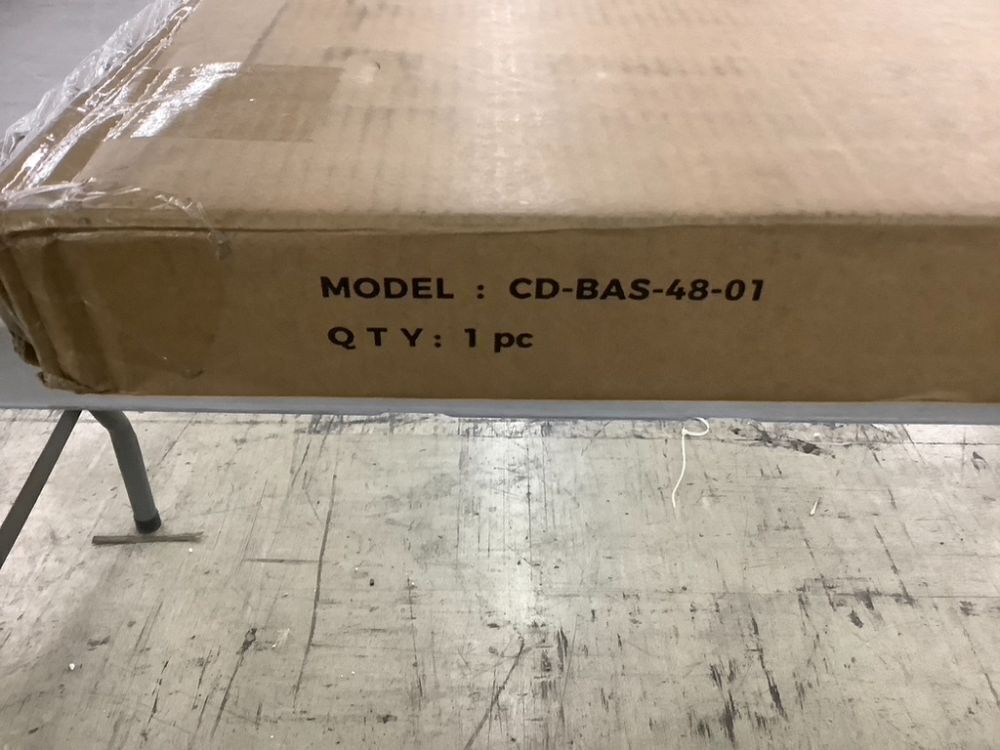 MODEL : CD-BAS-48-01
QTY: 1 pc